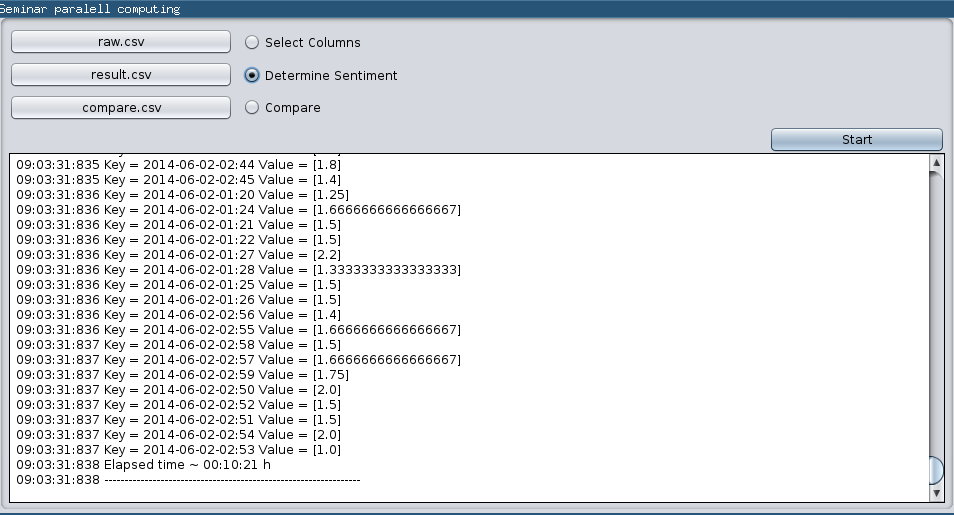 Seminar paralell computing
raw.csv
Select Columns
result.csv
Determine Sentiment
compare.csv
Compare
Start
09:03:31:835 Key = 2014-06-02-02:44 Value = [1.8]
09:03:31:835 Key = 2014-06-02-02:45 Value = [1.4]
09:03:31:836 Key = 2014-06-02-01:20 Value = [1.25]
09:03:31:836 Key = 2014-06-02-01:24 Value = [1.6666666666666667]
09:03:31:836 Key = 2014-06-02-01:21 Value = [1.5]
09:03:31:836 Key = 2014-06-02-01:22 Value = [1.5]
09:03:31:836 Key = 2014-06-02-01:27 Value = [2.2]
09:03:31:836 Key = 2014-06-02-01:28 Value = [1.3333333333333333]
09:03:31:836 Key = 2014-06-02-01:25 Value = [1.5]
09:03:31:836 Key = 2014-06-02-01:26 Value = [1.5]
09:03:31:836 Key = 2014-06-02-02:56 Value = [1.4]
09:03:31:836 Key = 2014-06-02-02:55 Value = [1.6666666666666667]
09:03:31:837 Key = 2014-06-02-02:58 Value = [1.5]
09:03:31:837 Key = 2014-06-02-02:57 Value = [1.6666666666666667]
09:03:31:837 Key = 2014-06-02-02:59 Value = [1.75]
09:03:31:837 Key = 2014-06-02-02:50 Value = [2.0]
09:03:31:837 Key = 2014-06-02-02:52 Value = [1.5]
09:03:31:837 Key = 2014-06-02-02:51 Value = [1.5]
09:03:31:837 Key = 2014-06-02-02:54 Value = [2.0]
09:03:31:837 Key = 2014-06-02-02:53 Value = [1.0]
09:03:31:838 Elapsed time ~ 00:10:21 h
09:03:31:838 ----------------------------------------------------------------